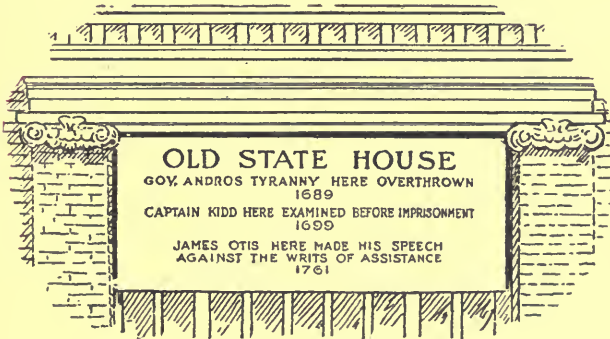 OLD STATE HOUSE
GOV. ANDROS TYRANNY HERE OVERTHROWN
1689
CAPTAIN KIDD HERE EXAMINED BEFORE IMPRISONMENT
1699
JAMES OTIS HERE MADE HIS SPEECH
AGAINST THE WRITS OF ASSISTANCE
1761